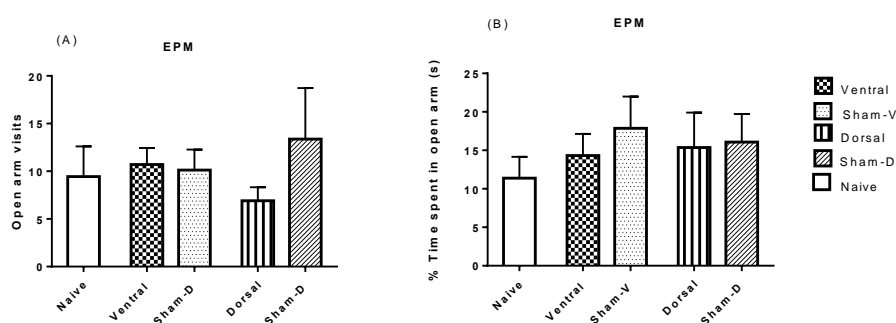 (A)
EPM
Open arm visits
20
15
10
5
0
Naive
Ventral
Sham-D
Dorsal
Sham-D
(B)
EPM
% Time spent in open arm (s)
25
20
15
10
5
0
Naive
Ventral
Sham-V
Dorsal
Sham-D
Ventral
Sham-V
Dorsal
Sham-D
Naive